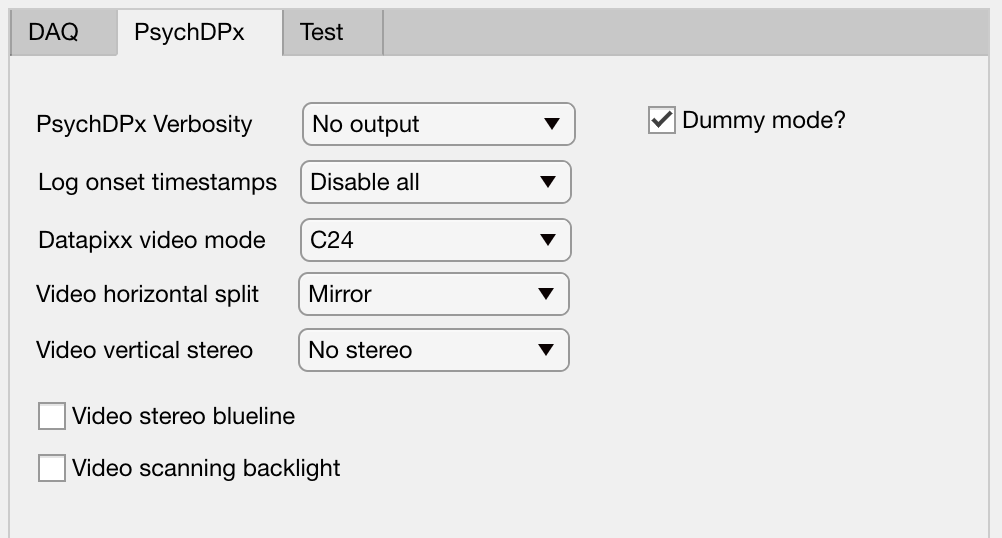 DAQ PsychDPx Test
PsychDPx Verbosity No output Dummy mode?
Log onset timestamps Disable all
Datapixx video mode C24
Video horizontal split Mirror
Video vertical stereo No stereo
Video stereo blueline
Video scanning backlight